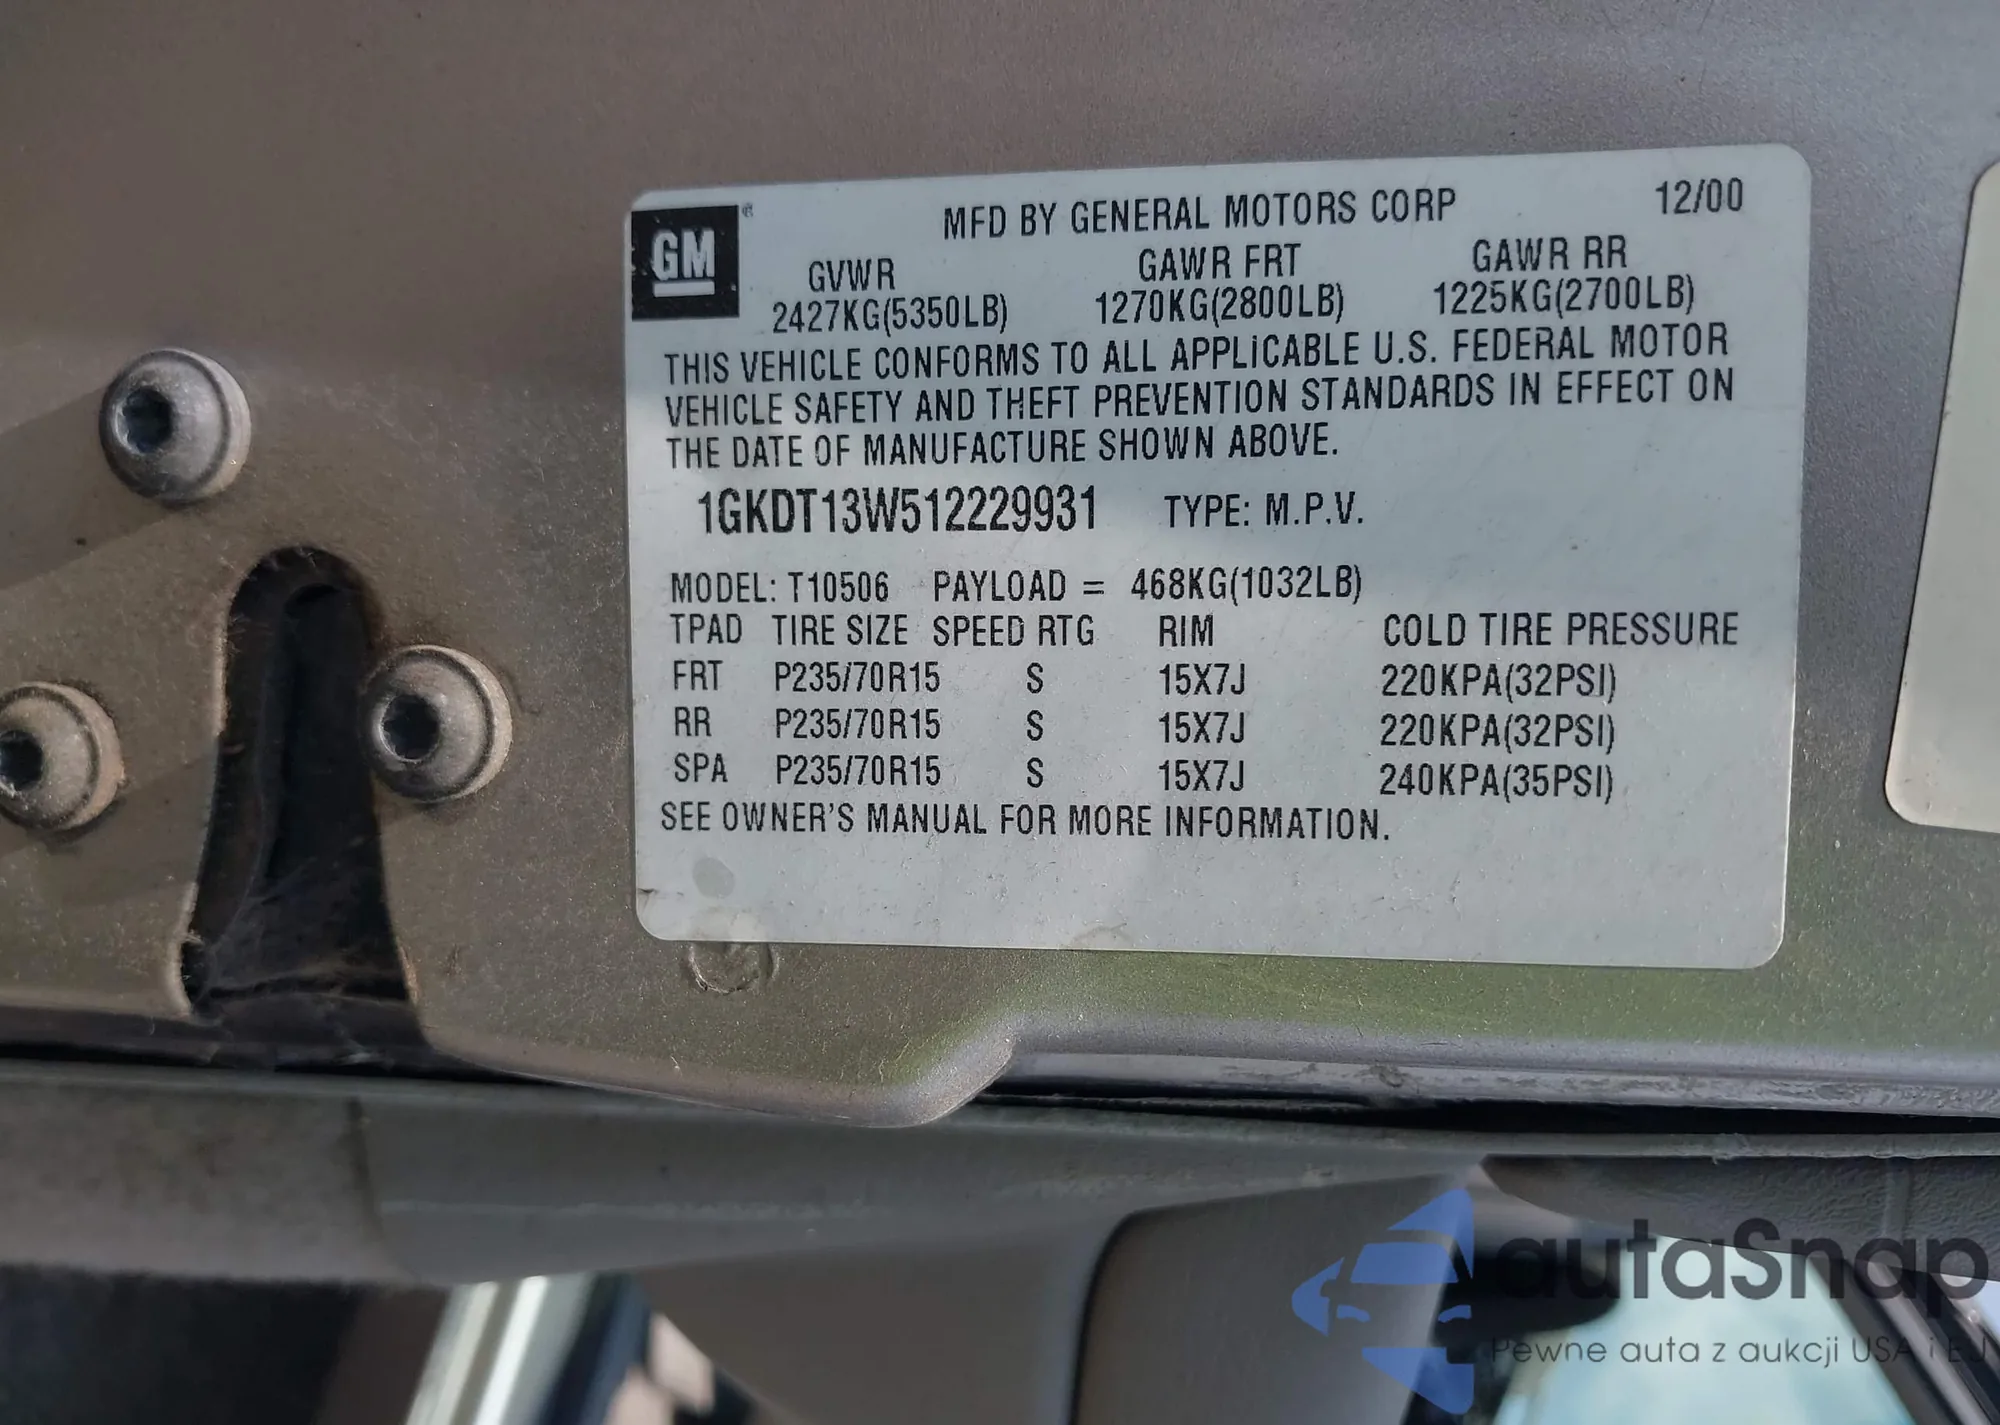 GM ®
MFD BY GENERAL MOTORS CORP 12/00
GVWR GAWR FRT GAWR RR
2427KG(5350LB) 1270KG(2800LB) 1225KG(2700LB)
THIS VEHICLE CONFORMS TO ALL APPLICABLE U.S. FEDERAL MOTOR
VEHICLE SAFETY AND THEFT PREVENTION STANDARDS IN EFFECT ON
THE DATE OF MANUFACTURE SHOWN ABOVE.
1GKDT13W512229931 TYPE: M.P.V.
MODEL: T10506 PAYLOAD = 468KG(1032LB)
TPAD TIRE SIZE SPEED RTG RIM COLD TIRE PRESSURE
FRT P235/70R15 S 15X7J 220KPA(32PSI)
RR P235/70R15 S 15X7J 220KPA(32PSI)
SPA P235/70R15 S 15X7J 240KPA(35PSI)
SEE OWNER'S MANUAL FOR MORE INFORMATION.
autaSnap
Pewne auta z aukcji USA i EU